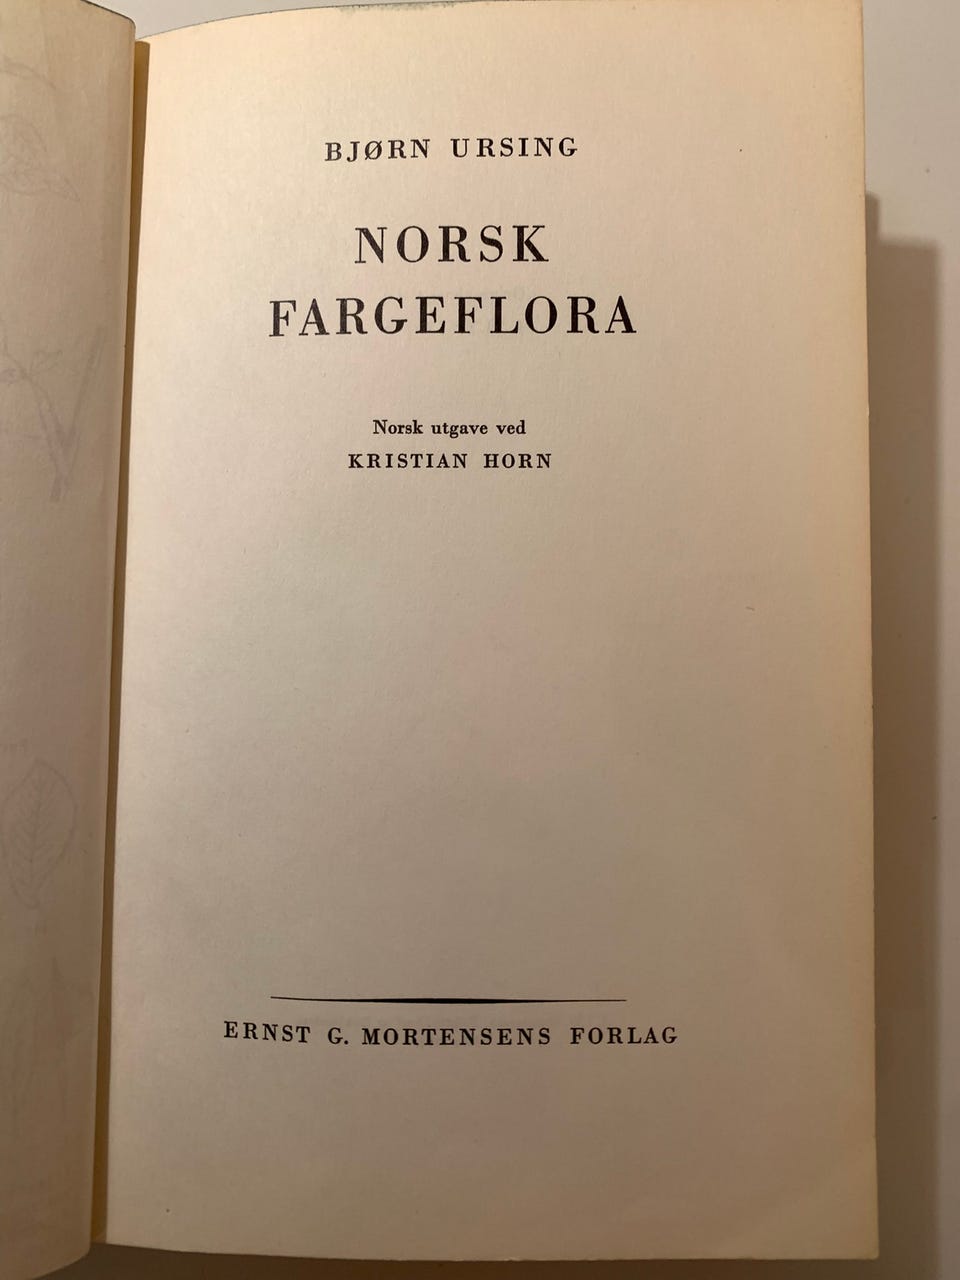 BJØRN URSING
NORSK
FARGEFLORA
Norsk utgave ved
KRISTIAN HORN
ERNST G. MORTENSENS FORLAG